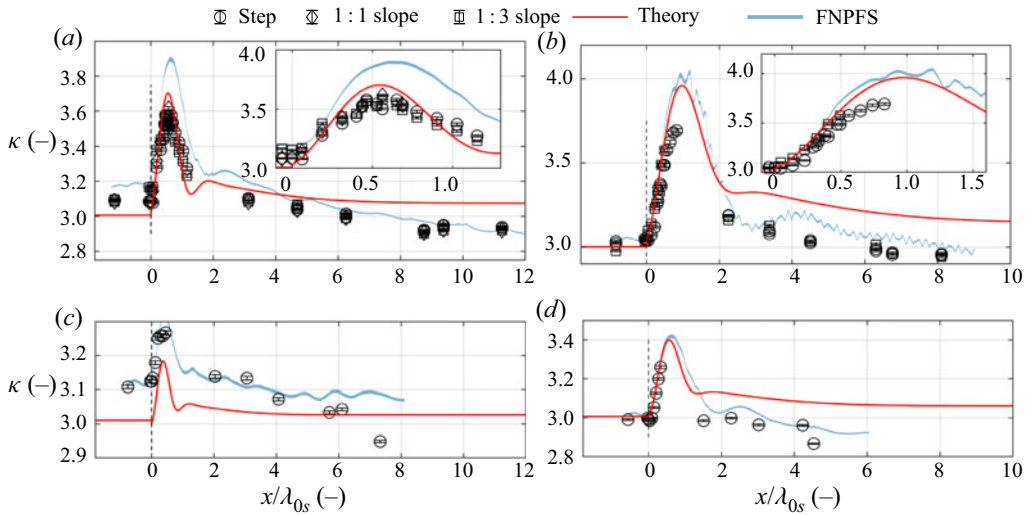 Step 1 : 1 slope 1 : 3 slope Theory FNPFS
(a)
4.0
3.5
3.0
0 0.5 1.0
3.8
3.6
3.4
3.2
3.0
2.8
κ (–)
0 2 4 6 8 10 12
(b)
4.0
3.5
3.0
0 0.5 1.0 1.5
4.0
3.5
3.0
0 2 4 6 8 10
(c)
3.2
3.1
3.0
2.9
κ (–)
0 2 4 6 8 10 12
x/λ0s (–)
(d)
3.4
3.2
3.0
2.8
0 2 4 6 8 10
x/λ0s (–)